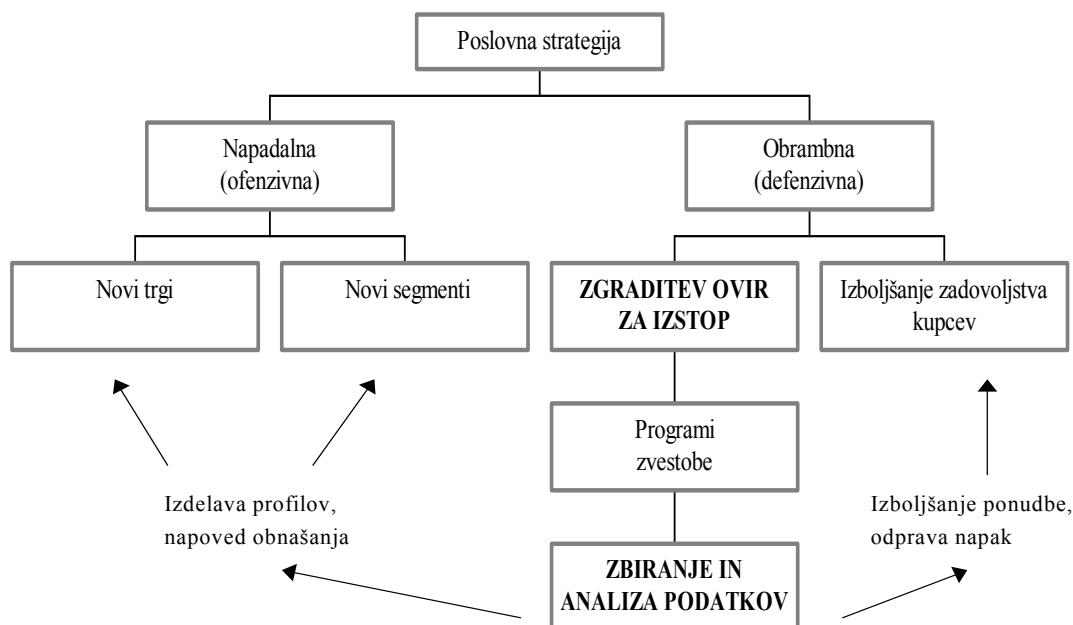 Poslovna strategija
Napadalna
(ofenzivna)
Obrambna
(defenzivna)
Novi trgi
Novi segmenti
ZGRADITEV OVIR
ZA IZSTOP
Izboljšanje zadovoljstva
kupcev
Programi
zvestobe
Izdelava profilov,
napoved obnašanja
Izboljšanje ponudbe,
odprava napak
ZBIRANJE IN
ANALIZA PODATKOV